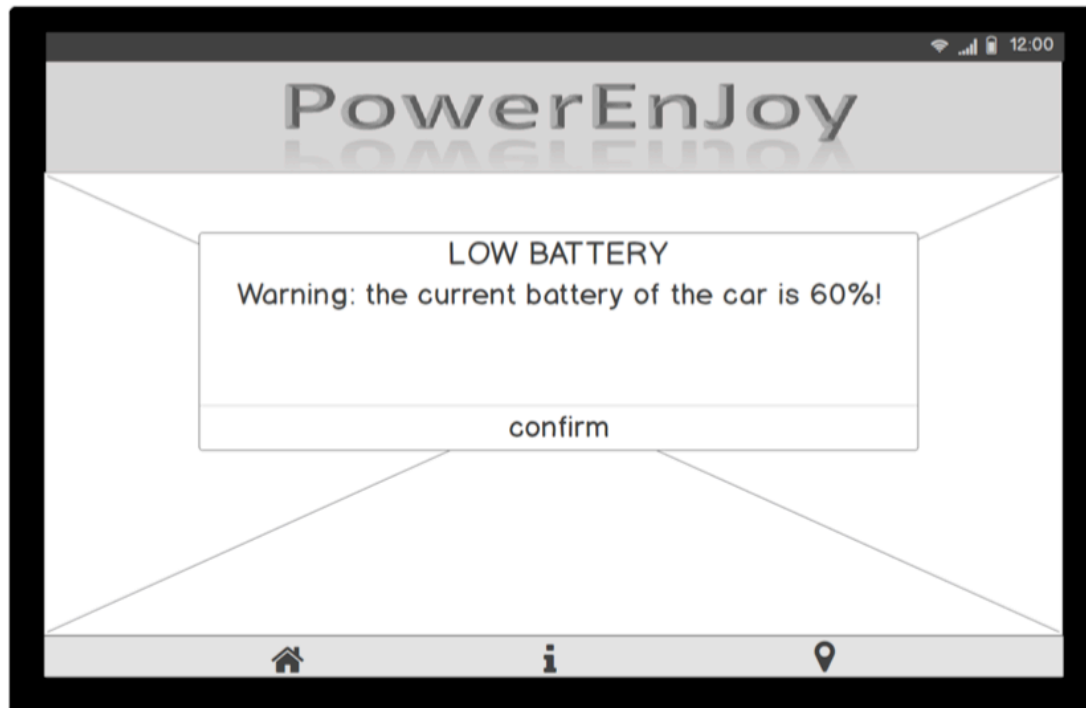 12:00
PowerEnJoy
LOW BATTERY
Warning: the current battery of the car is 60%!
confirm